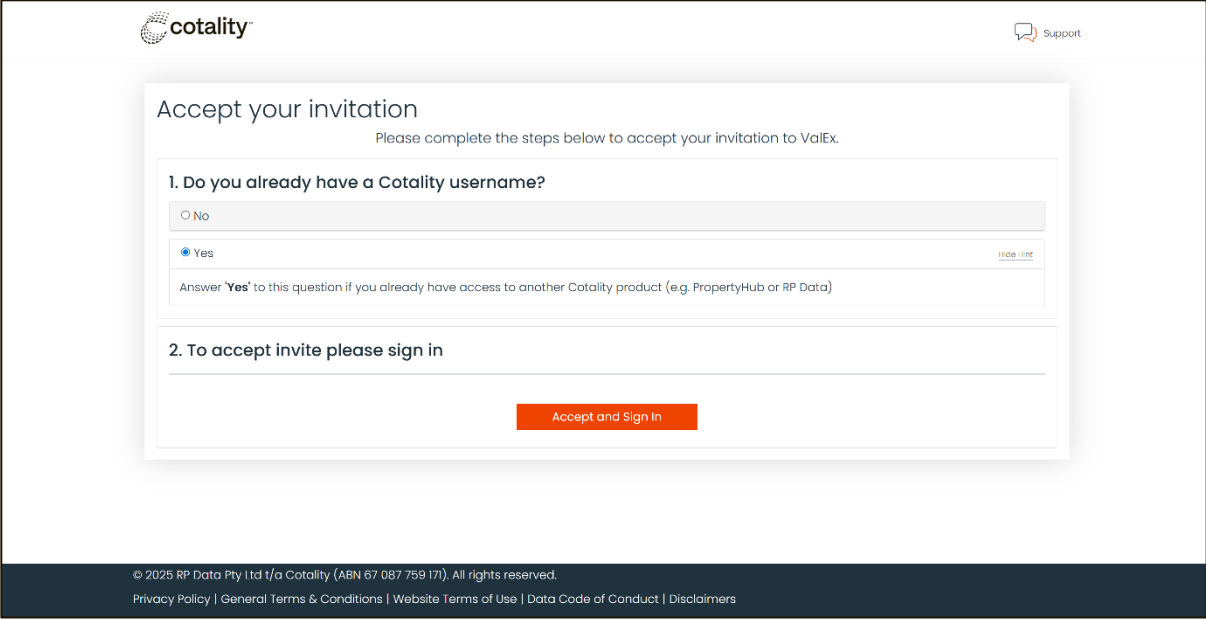 cotality™
Support
Accept your invitation
Please complete the steps below to accept your invitation to ValEx.
1. Do you already have a Cotality username?
No
Yes
Hide Hint
Answer 'Yes' to this question if you already have access to another Cotality product (e.g. PropertyHub or RP Data)
2. To accept invite please sign in
Accept and Sign In
© 2025 RP Data Pty Ltd t/a Cotality (ABN 67 087 759 171). All rights reserved.
Privacy Policy | General Terms & Conditions | Website Terms of Use | Data Code of Conduct | Disclaimers